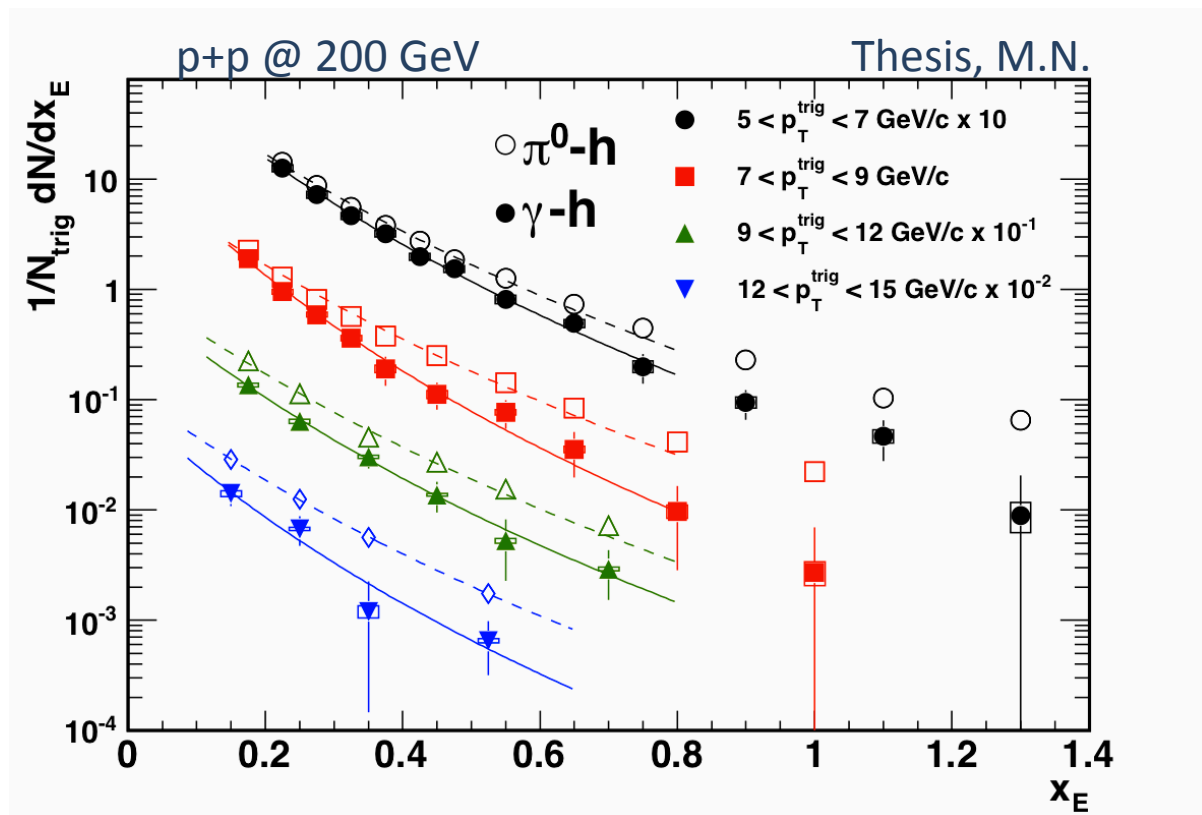 p+p @ 200 GeV
Thesis, M.N.
1/N_trig dN/dx_E
10
1
10^-1
10^-2
10^-3
10^-4
π^0-h
γ-h
5 < p_T^trig < 7 GeV/c x 10
7 < p_T^trig < 9 GeV/c
9 < p_T^trig < 12 GeV/c x 10^-1
12 < p_T^trig < 15 GeV/c x 10^-2
0 0.2 0.4 0.6 0.8 1 1.2 1.4
x_E